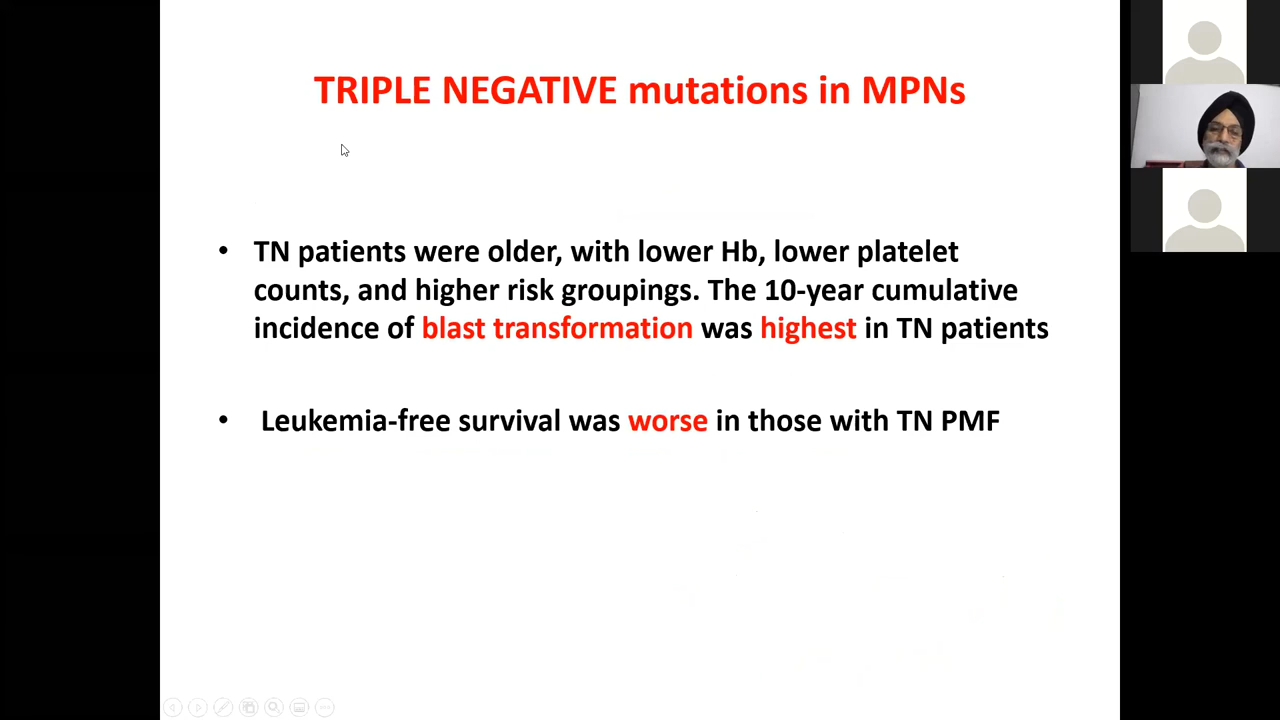 TRIPLE NEGATIVE mutations in MPNs
• TN patients were older, with lower Hb, lower platelet
counts, and higher risk groupings. The 10-year cumulative
incidence of blast transformation was highest in TN patients
• Leukemia-free survival was worse in those with TN PMF